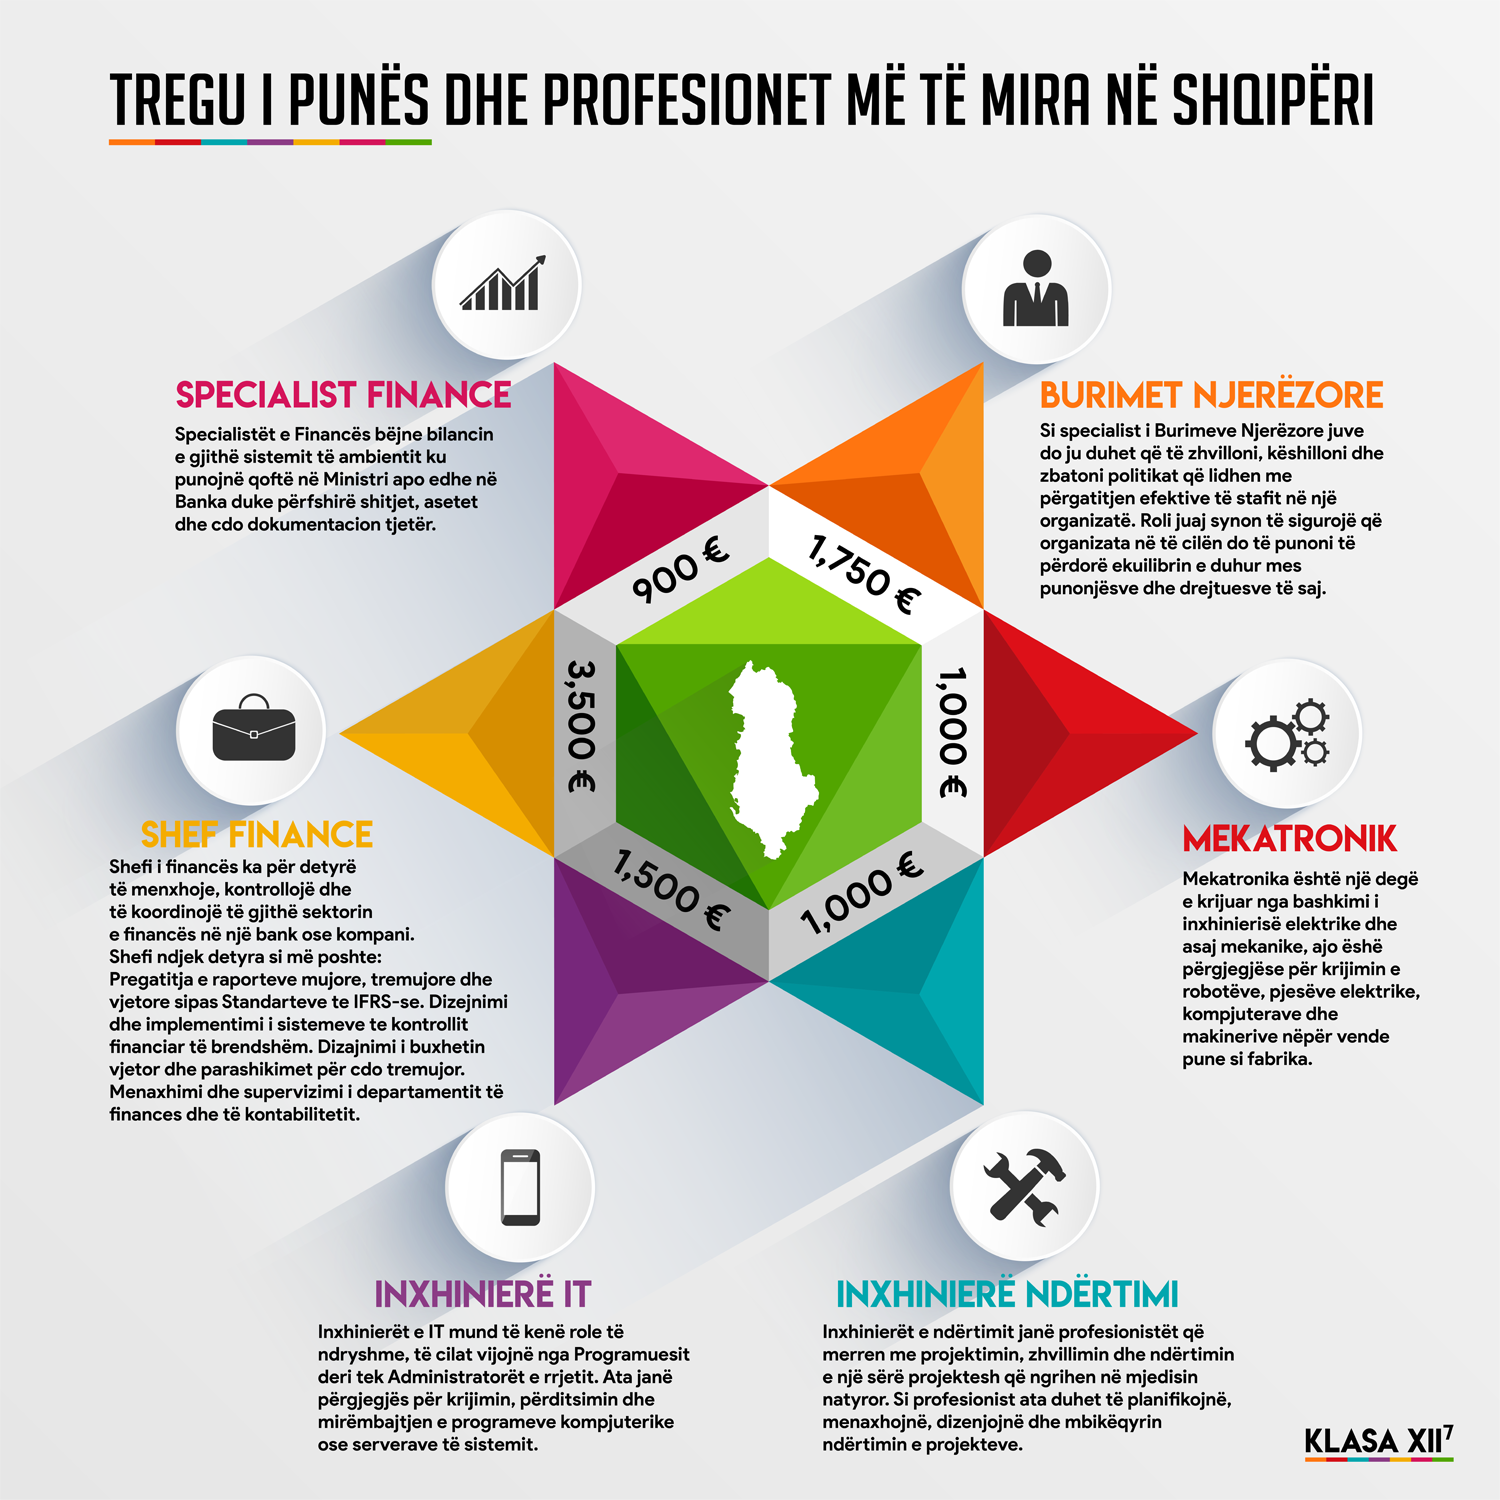 TREGU I PUNËS DHE PROFESIONET MË TË MIRA NË SHQIPËRI
SPECIALIST FINANCE
Specialistët e Financës bëjne bilancin
e gjithë sistemit të ambientit ku
punojnë qoftë në Ministri apo edhe në
Banka duke përfshirë shitjet, asetet
dhe cdo dokumentacion tjetër.
BURIMET NJERËZORE
Si specialist i Burimeve Njerëzore juve
do ju duhet që të zhvilloni, këshilloni dhe
zbatoni politikat që lidhen me
përgatitjen efektive të stafit në një
organizatë. Roli juaj synon të sigurojë që
organizata në të cilën do të punoni të
përdorë ekuilibrin e duhur mes
punonjësve dhe drejtuesve të saj.
900 €
1,750 €
3,500 €
1,000 €
1,500 €
1,000 €
SHEF FINANCE
Shefi i financës ka për detyrë
të menxhoje, kontrollojë dhe
të koordinojë të gjithë sektorin
e financës në një bank ose kompani.
Shefi ndjek detyra si më poshte:
Pregatitja e raporteve mujore, tremujore dhe
vjetore sipas Standarteve te IFRS-se. Dizejnimi
dhe implementimi i sistemeve te kontrollit
financiar të brendshëm. Dizajnimi i buxhetin
vjetor dhe parashikimet për cdo tremujor.
Menaxhimi dhe supervizimi i departamentit të
finances dhe të kontabilitetit.
MEKATRONIK
Mekatronika është një degë
e krijuar nga bashkimi i
inxhinierisë elektrike dhe
asaj mekanike, ajo ëshë
përgjegjëse për krijimin e
robotëve, pjesëve elektrike,
kompjuterave dhe
makinerive nëpër vende
pune si fabrika.
INXHINIERË IT
Inxhinierët e IT mund të kenë role të
ndryshme, të cilat vijojnë nga Programuesit
deri tek Administratorët e rrjetit. Ata janë
përgjegjës për krijimin, përditsimin dhe
mirëmbajtjen e programeve kompjuterike
ose serverave të sistemit.
INXHINIERË NDËRTIMI
Inxhinierët e ndërtimit janë profesionistët që
merren me projektimin, zhvillimin dhe ndërtimin
e një sërë projektesh që ngrihen në mjedisin
natyror. Si profesionist ata duhet të planifikojnë,
menaxhojnë, dizenjojnë dhe mbikëqyrin
ndërtimin e projekteve.
KLASA XII⁷